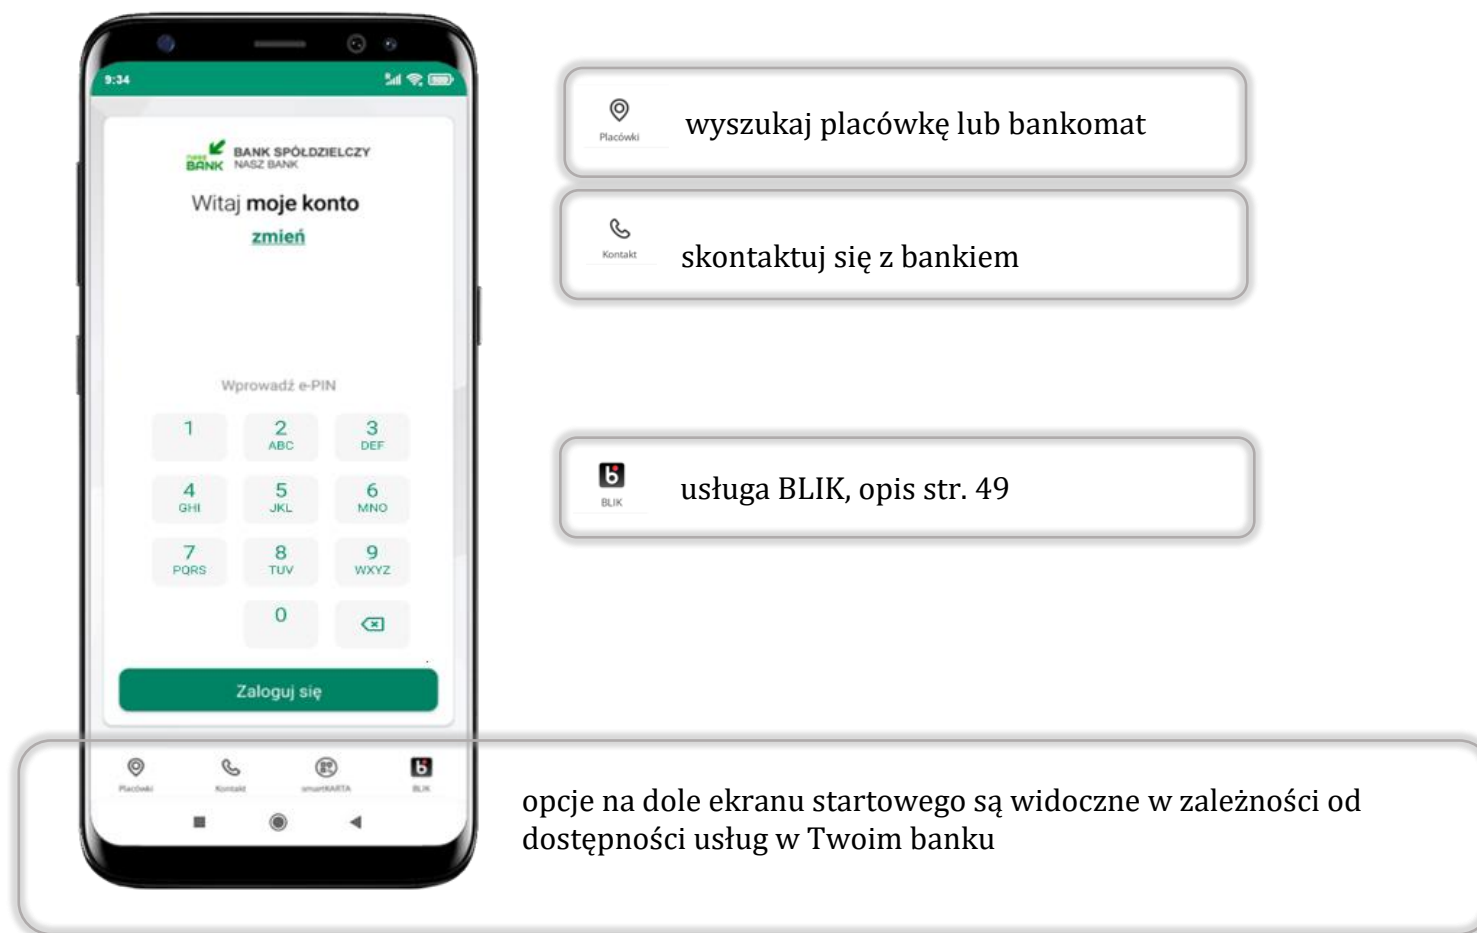 9:34
NASZ
BANK
BANK SPÓŁDZIELCZY
NASZ BANK
Witaj moje konto
zmień
Wprowadź e-PIN
1
2
ABC
3
DEF
4
GHI
5
JKL
6
MNO
7
PQRS
8
TUV
9
WXYZ
0
Zaloguj się
Placówki
Kontakt
smartKARTA
BLIK
Placówki
wyszukaj placówkę lub bankomat
Kontakt
skontaktuj się z bankiem
BLIK
usługa BLIK, opis str. 49
opcje na dole ekranu startowego są widoczne w zależności od
dostępności usług w Twoim banku